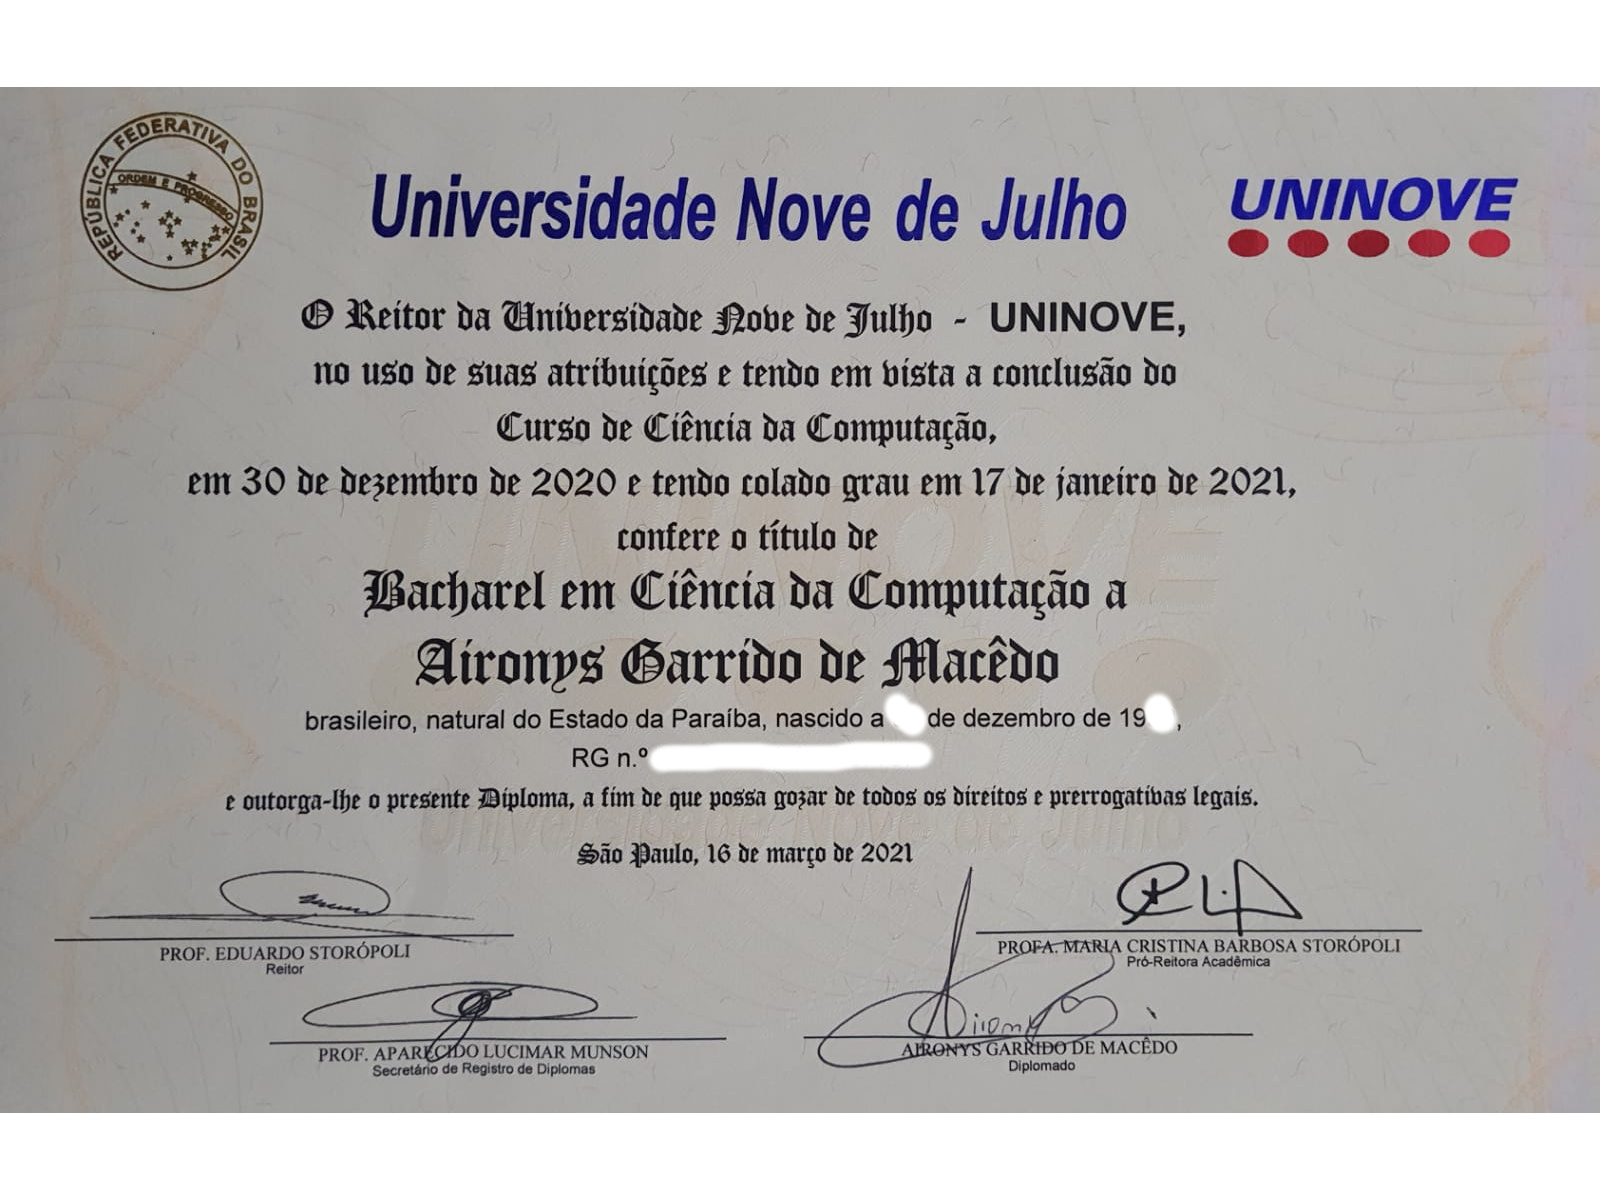 REPÚBLICA FEDERATIVA DO BRASIL
ORDEM E PROGRESSO
Universidade Nove de Julho
UNINOVE
O Reitor da Universidade Nove de Julho - UNINOVE,
no uso de suas atribuições e tendo em vista a conclusão do
Curso de Ciência da Computação,
em 30 de dezembro de 2020 e tendo colado grau em 17 de janeiro de 2021,
confere o título de
Bacharel em Ciência da Computação a
Aironys Garrido de Macêdo
brasileiro, natural do Estado da Paraíba, nascido a de dezembro de 19 ,
RG n.º
e outorga-lhe o presente Diploma, a fim de que possa gozar de todos os direitos e prerrogativas legais.
São Paulo, 16 de março de 2021
PROF. EDUARDO STORÓPOLI
Reitor
PROFA. MARIA CRISTINA BARBOSA STORÓPOLI
Pró-Reitora Acadêmica
PROF. APARECIDO LUCIMAR MUNSON
Secretário de Registro de Diplomas
AIRONYS GARRIDO DE MACÊDO
Diplomado